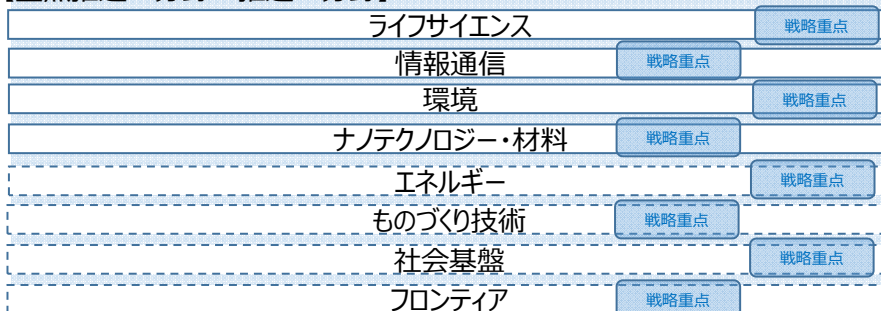 ライフサイエンス 戦略重点
情報通信 戦略重点
環境 戦略重点
ナノテクノロジー・材料 戦略重点
エネルギー 戦略重点
ものづくり技術 戦略重点
社会基盤 戦略重点
フロンティア 戦略重点